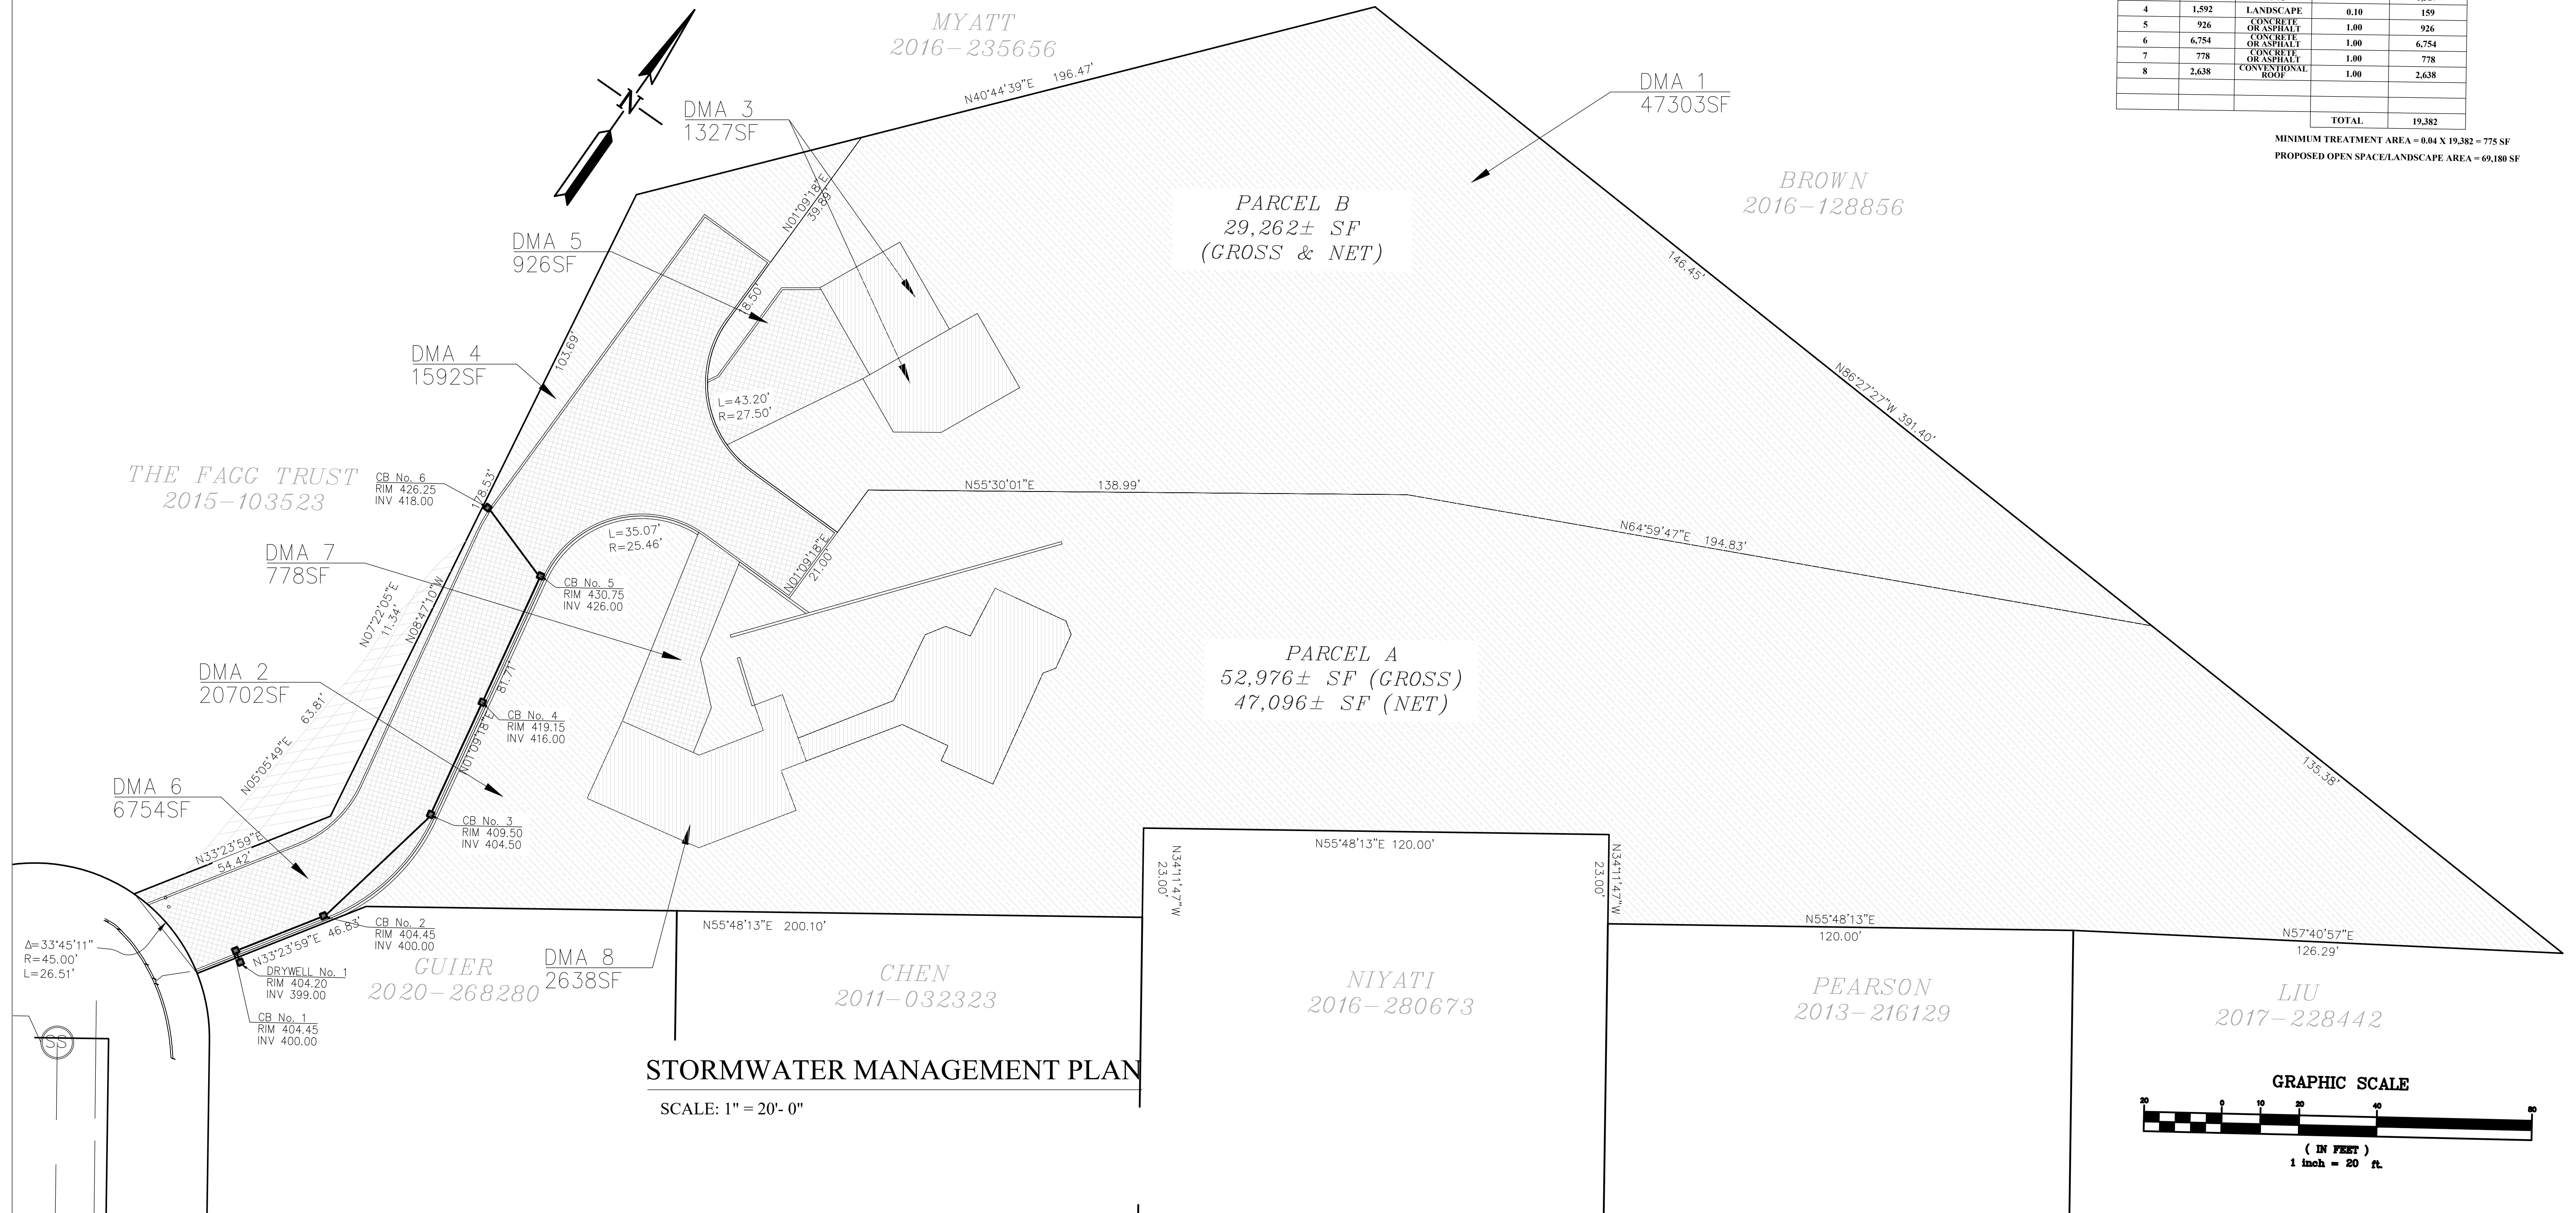 4 1,592 LANDSCAPE 0.10 159
5 926 CONCRETE OR ASPHALT 1.00 926
6 6,754 CONCRETE OR ASPHALT 1.00 6,754
7 778 CONCRETE OR ASPHALT 1.00 778
8 2,638 CONVENTIONAL ROOF 1.00 2,638
TOTAL 19,382
MINIMUM TREATMENT AREA = 0.04 X 19,382 = 775 SF
PROPOSED OPEN SPACE/LANDSCAPE AREA = 69,180 SF
MYATT
2016-235656
N40°44'39"E 196.47'
N
DMA 3
1327SF
DMA 1
47303SF
BROWN
2016-128856
PARCEL B
29,262± SF
(GROSS & NET)
N01°09'18"E
39.89'
DMA 5
926SF
18.50'
146.45'
103.69'
DMA 4
1592SF
L=43.20'
R=27.50'
N86°27'27"W 391.40'
THE FAGG TRUST
2015-103523
CB No. 6
RIM 426.25
INV 418.00
178.53'
N55°30'01"E 138.99'
N64°59'47"E 194.83'
L=35.07'
R=25.46'
N01°09'18"E
21.00'
DMA 7
778SF
CB No. 5
RIM 430.75
INV 426.00
N07°22'05"E
11.34'
N08°47'10"W
PARCEL A
52,976± SF (GROSS)
47,096± SF (NET)
DMA 2
20702SF
81.71'
N01°09'18"E
CB No. 4
RIM 419.15
INV 416.00
N05°05'49"E 63.81'
DMA 6
6754SF
CB No. 3
RIM 409.50
INV 404.50
135.38'
N33°23'59"E
54.42'
N55°48'13"E 120.00'
N34°11'47"W
23.00'
N34°11'47"W
23.00'
CB No. 2
RIM 404.45
INV 400.00
N33°23'59"E 46.83'
N55°48'13"E 200.10'
N55°48'13"E
120.00'
N57°40'57"E
126.29'
Δ=33°45'11"
R=45.00'
L=26.51'
DRYWELL No. 1
RIM 404.20
INV 399.00
CB No. 1
RIM 404.45
INV 400.00
GUIER
2020-268280
DMA 8
2638SF
CHEN
2011-032323
NIYATI
2016-280673
PEARSON
2013-216129
LIU
2017-228442
SS
STORMWATER MANAGEMENT PLAN
SCALE: 1" = 20'- 0"
GRAPHIC SCALE
20 0 10 20 40 80
( IN FEET )
1 inch = 20 ft.